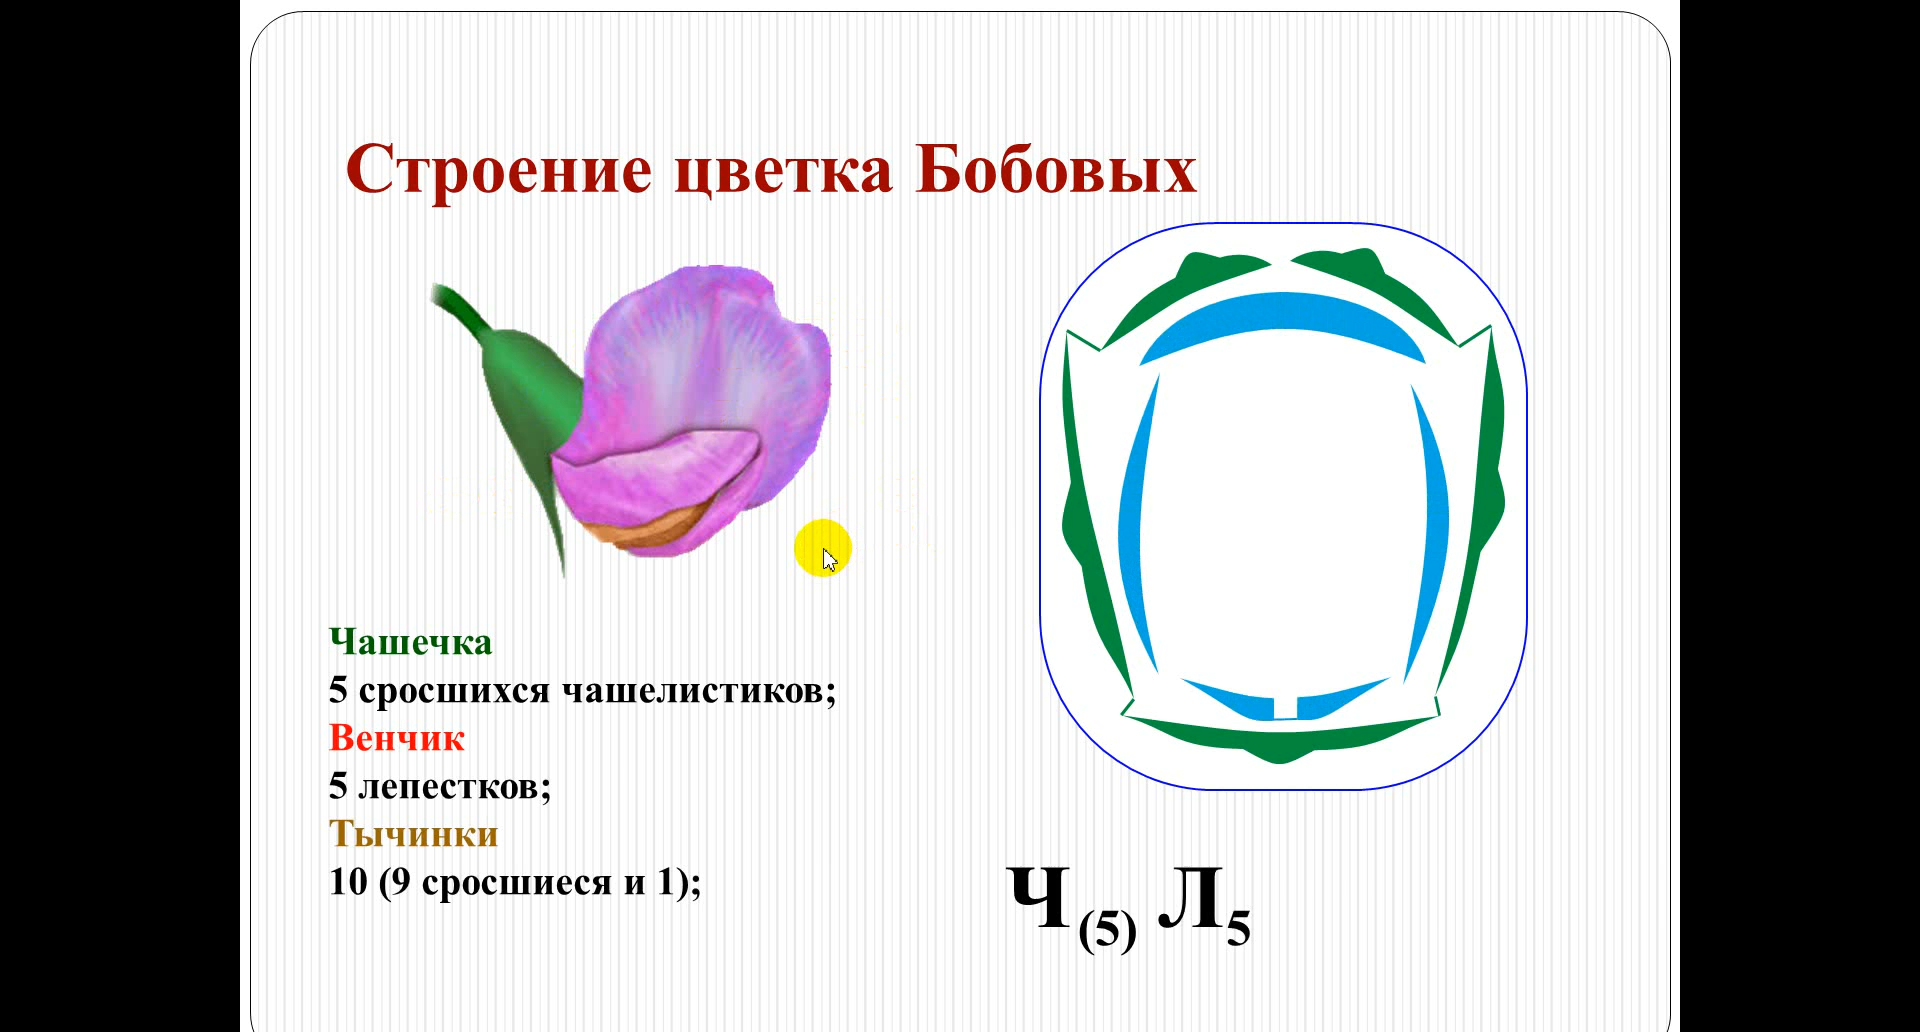 Строение цветка Бобовых
Чашечка
5 сросшихся чашелистиков;
Венчик
5 лепестков;
Тычинки
10 (9 сросшиеся и 1);
Ч(5) Л5